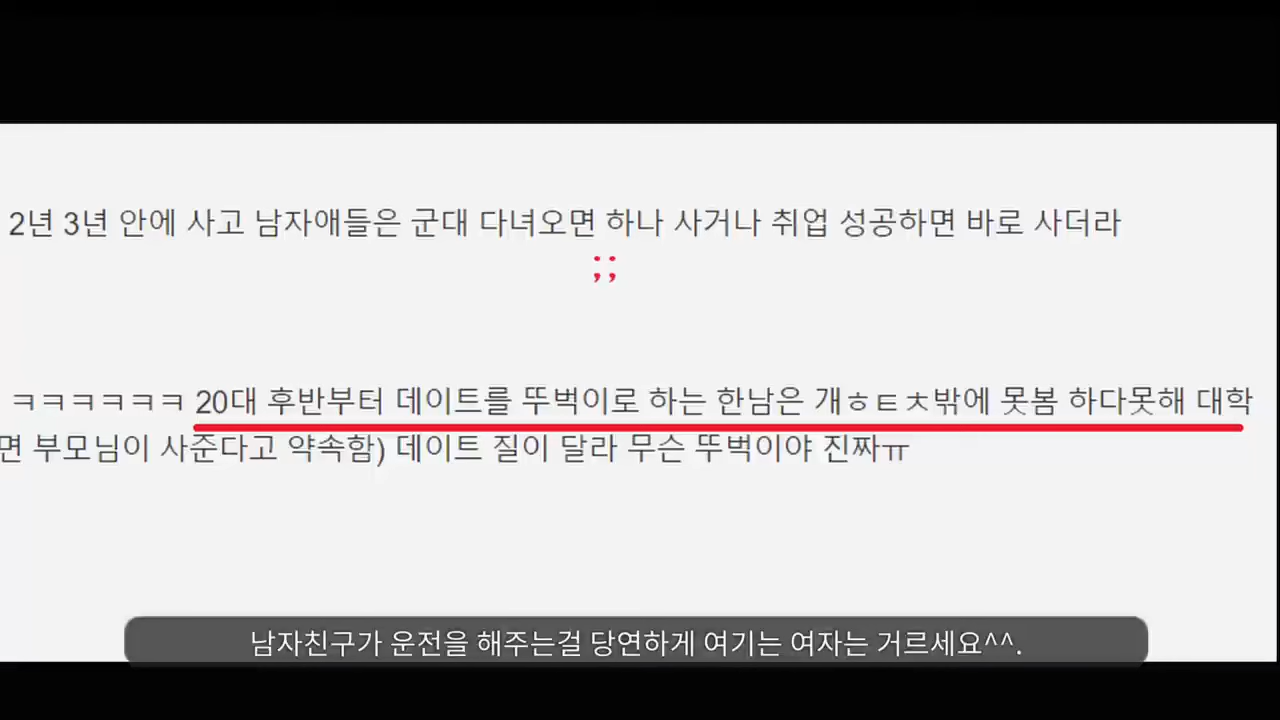 2년 3년 안에 사고 남자애들은 군대 다녀오면 하나 사거나 취업 성공하면 바로 사더라
;;
ㅋㅋㅋㅋㅋㅋ 20대 후반부터 데이트를 뚜벅이로 하는 한남은 개ㅎㅌㅊ밖에 못봄 하다못해 대학
면 부모님이 사준다고 약속함) 데이트 질이 달라 무슨 뚜벅이야 진짜ㅠ
남자친구가 운전을 해주는걸 당연하게 여기는 여자는 거르세요^^.